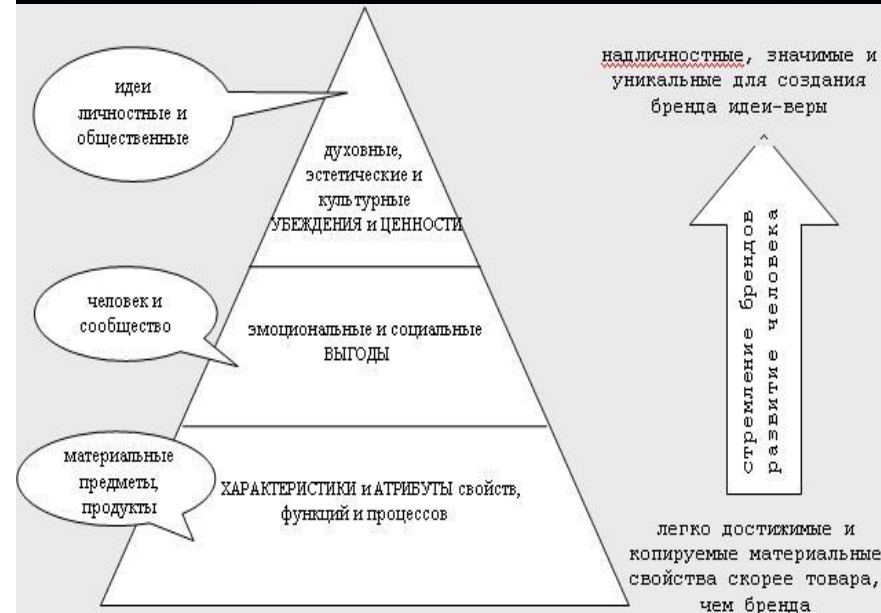 идеи
личностные и
общественные
духовные,
эстетические и
культурные
УБЕЖДЕНИЯ и ЦЕННОСТИ
человек и
сообщество
эмоциональные и социальные
ВЫГОДЫ
материальные
предметы,
продукты
ХАРАКТЕРИСТИКИ и АТРИБУТЫ свойств,
функций и процессов
надличностные, значимые и
уникальные для создания
бренда идеи-веры
стремление брендов
развитие человека
легко достижимые и
копируемые материальные
свойства скорее товара,
чем бренда